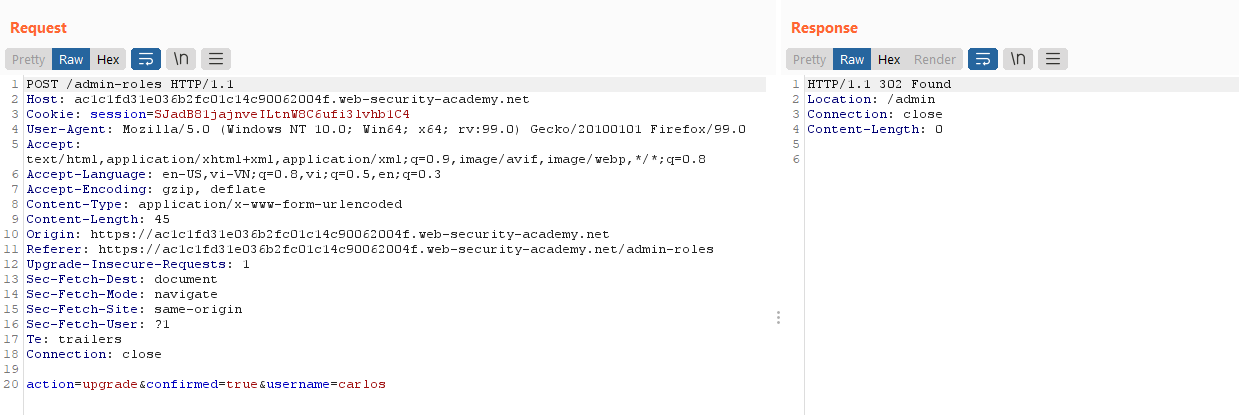 Request
Pretty Raw Hex \n
1 POST /admin-roles HTTP/1.1
2 Host: ac1c1fd31e036b2fc01c14c90062004f.web-security-academy.net
3 Cookie: session=SJadB81jajnveILtnW8C6ufi3lvhb1C4
4 User-Agent: Mozilla/5.0 (Windows NT 10.0; Win64; x64; rv:99.0) Gecko/20100101 Firefox/99.0
5 Accept:
text/html,application/xhtml+xml,application/xml;q=0.9,image/avif,image/webp,*/*;q=0.8
6 Accept-Language: en-US,vi-VN;q=0.8,vi;q=0.5,en;q=0.3
7 Accept-Encoding: gzip, deflate
8 Content-Type: application/x-www-form-urlencoded
9 Content-Length: 45
10 Origin: https://ac1c1fd31e036b2fc01c14c90062004f.web-security-academy.net
11 Referer: https://ac1c1fd31e036b2fc01c14c90062004f.web-security-academy.net/admin-roles
12 Upgrade-Insecure-Requests: 1
13 Sec-Fetch-Dest: document
14 Sec-Fetch-Mode: navigate
15 Sec-Fetch-Site: same-origin
16 Sec-Fetch-User: ?1
17 Te: trailers
18 Connection: close
19
20 action=upgrade&confirmed=true&username=carlos
Response
Pretty Raw Hex Render \n
1 HTTP/1.1 302 Found
2 Location: /admin
3 Connection: close
4 Content-Length: 0
5
6